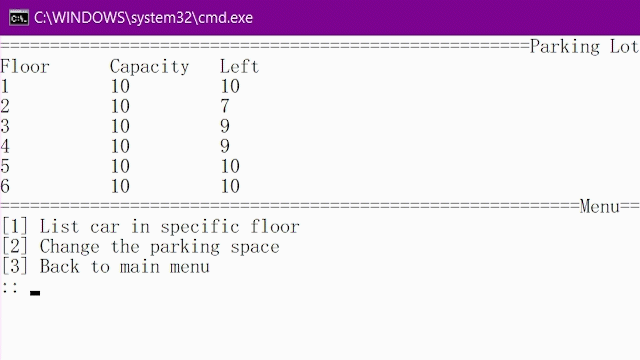 C:\WINDOWS\system32\cmd.exe
=====================================================Parking Lot
Floor Capacity Left
1 10 10
2 10 7
3 10 9
4 10 9
5 10 10
6 10 10
==========================================================Menu==
[1] List car in specific floor
[2] Change the parking space
[3] Back to main menu
:: _